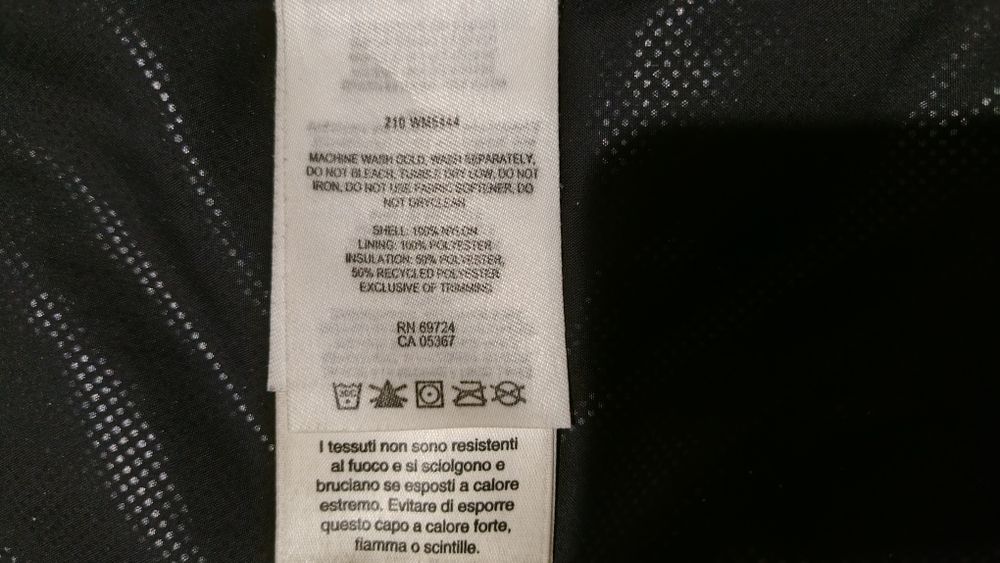 210 WM5444
MACHINE WASH COLD, WASH SEPARATELY,
DO NOT BLEACH, TUMBLE DRY LOW, DO NOT
IRON, DO NOT USE FABRIC SOFTENER, DO
NOT DRYCLEAN
SHELL: 100% NYLON
LINING: 100% POLYESTER
INSULATION: 50% POLYESTER,
50% RECYCLED POLYESTER
EXCLUSIVE OF TRIMMING
RN 69724
CA 05367
30C
I tessuti non sono resistenti
al fuoco e si sciolgono e
bruciano se esposti a calore
estremo. Evitare di esporre
questo capo a calore forte,
fiamma o scintille.